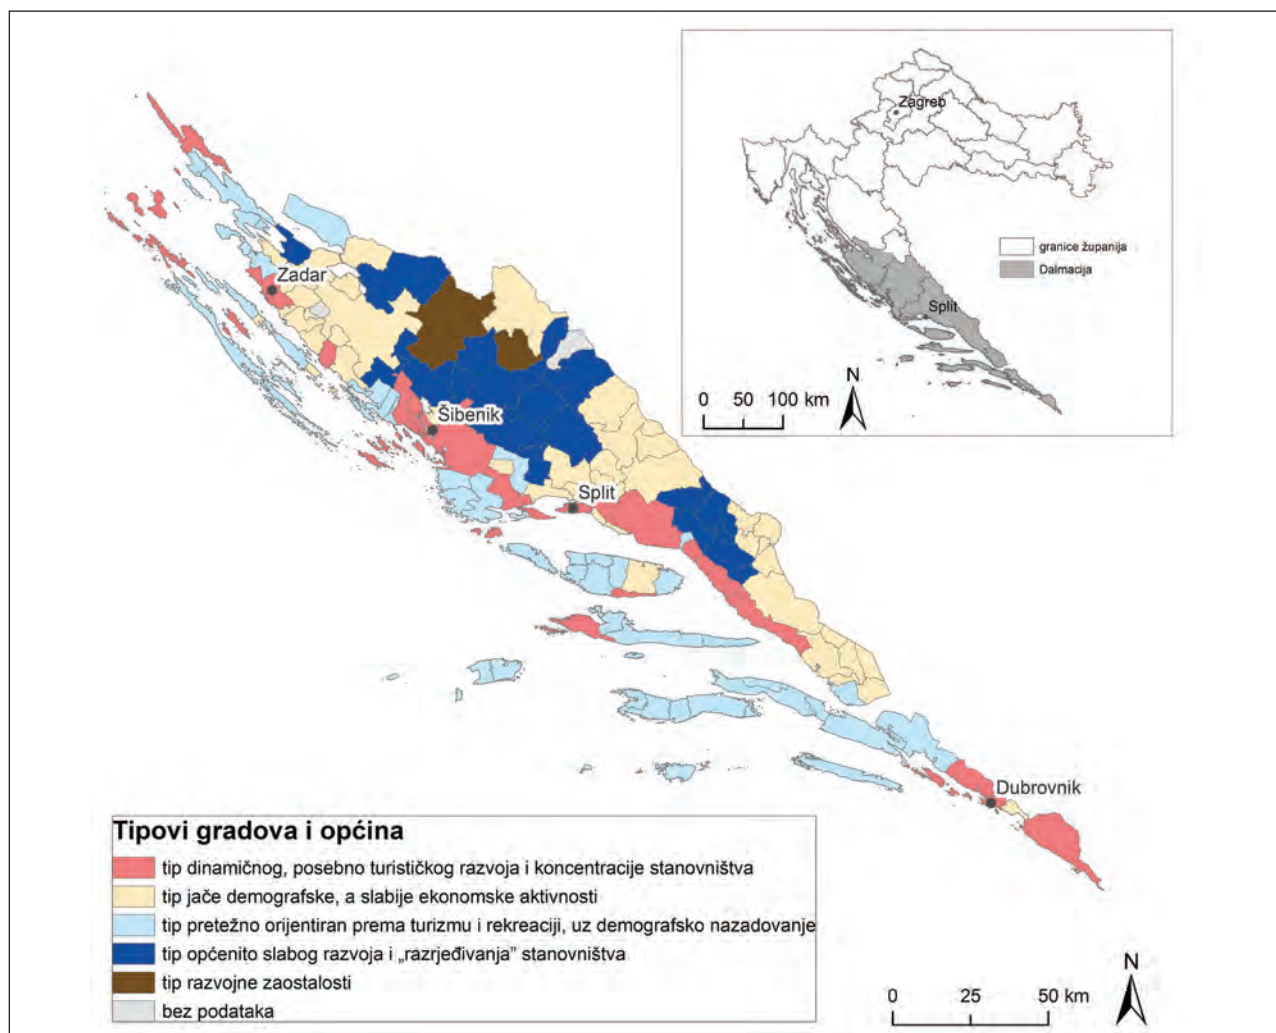 Zagreb
granice županija
Dalmacija
Split
N
0 50 100 km
Zadar
Šibenik
Split
Dubrovnik
Tipovi gradova i općina
tip dinamičnog, posebno turističkog razvoja i koncentracije stanovništva
tip jače demografske, a slabije ekonomske aktivnosti
tip pretežno orijentiran prema turizmu i rekreaciji, uz demografsko nazadovanje
tip općenito slabog razvoja i „razrjeđivanja” stanovništva
tip razvojne zaostalosti
bez podataka
N
0 25 50 km